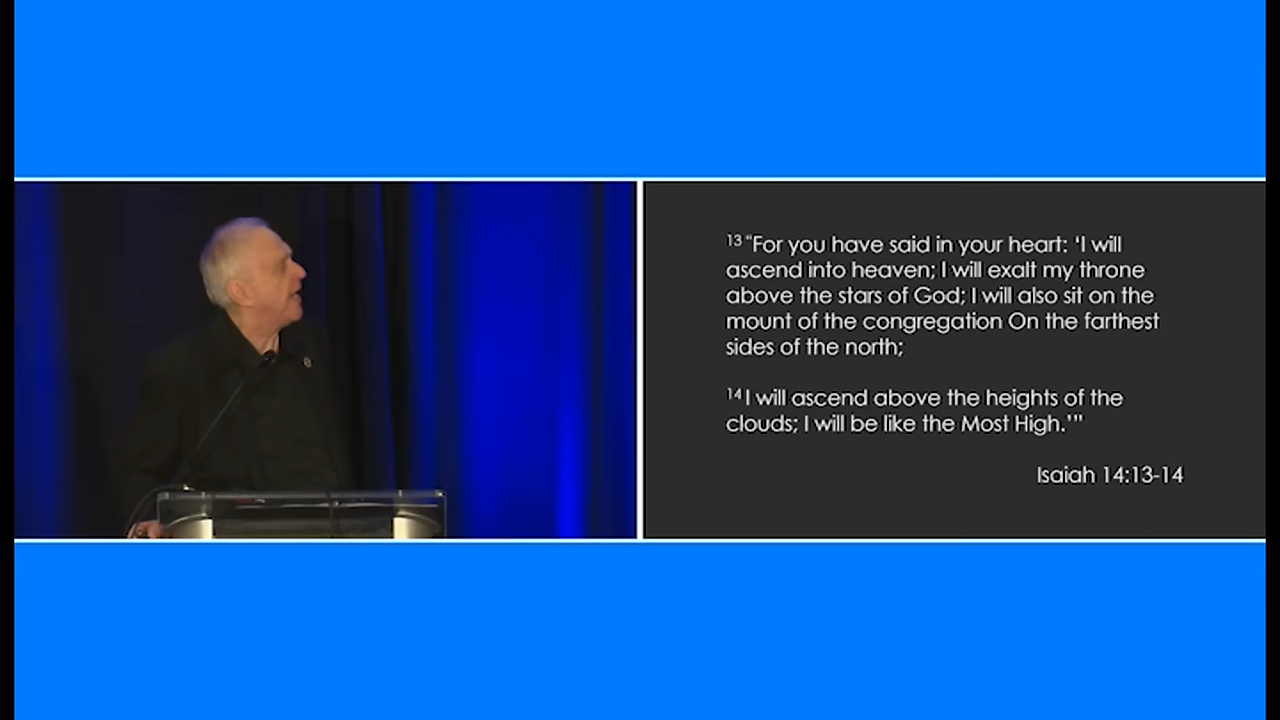 13 "For you have said in your heart: 'I will
ascend into heaven; I will exalt my throne
above the stars of God; I will also sit on the
mount of the congregation On the farthest
sides of the north;
14 I will ascend above the heights of the
clouds; I will be like the Most High.'"
Isaiah 14:13-14